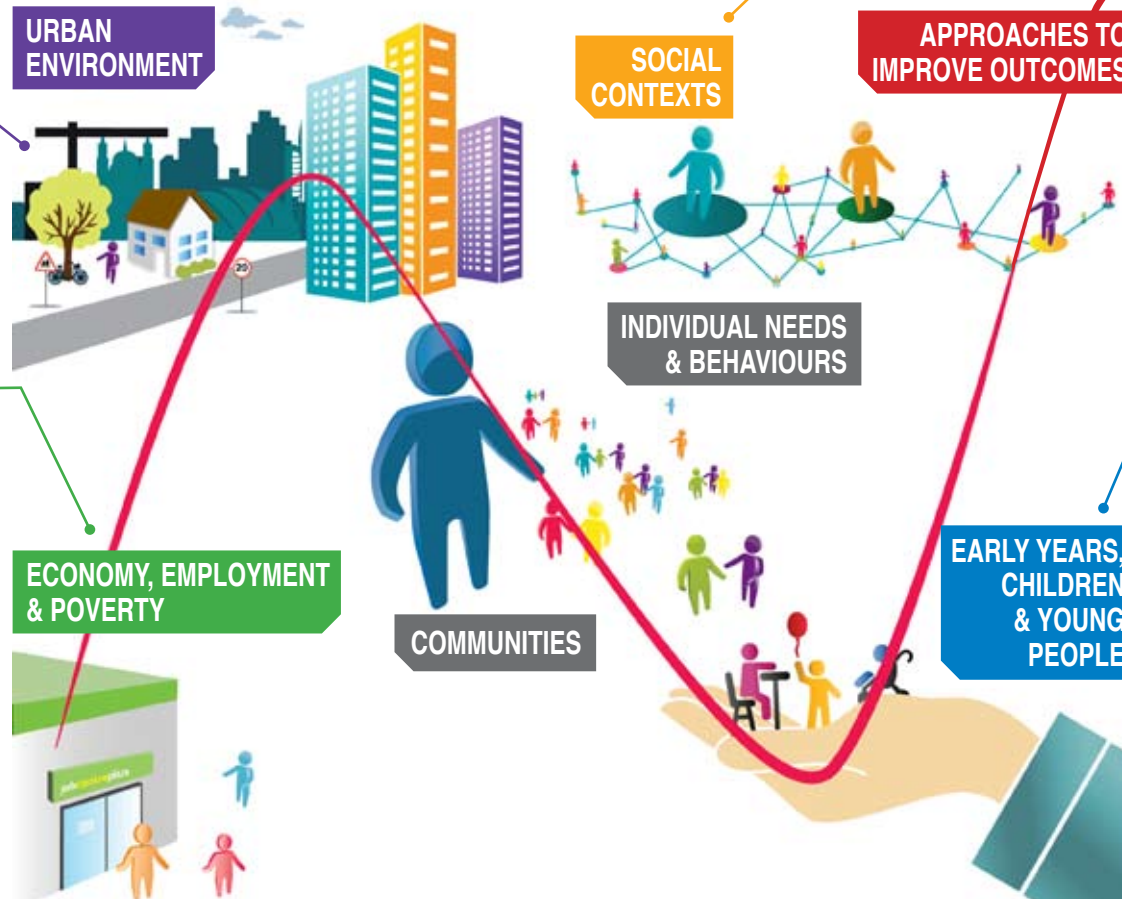 URBAN
ENVIRONMENT
SOCIAL
CONTEXTS
APPROACHES TO
IMPROVE OUTCOMES
20
INDIVIDUAL NEEDS
& BEHAVIOURS
ECONOMY, EMPLOYMENT
& POVERTY
COMMUNITIES
EARLY YEARS,
CHILDREN
& YOUNG
PEOPLE
jobcentreplus